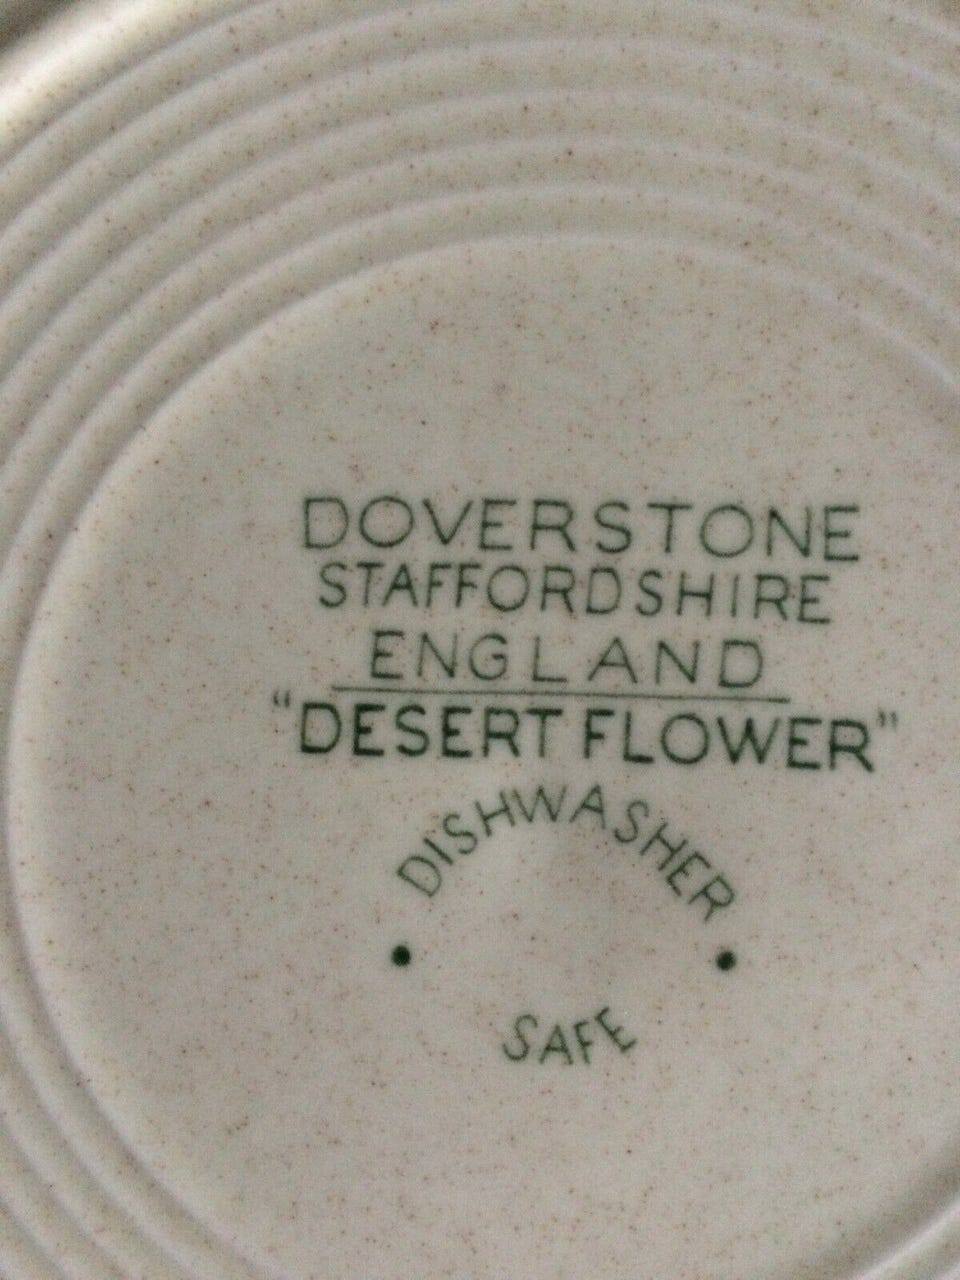 DOVERSTONE
STAFFORDSHIRE
ENGLAND
"DESERT FLOWER"
DISHWASHER
SAFE